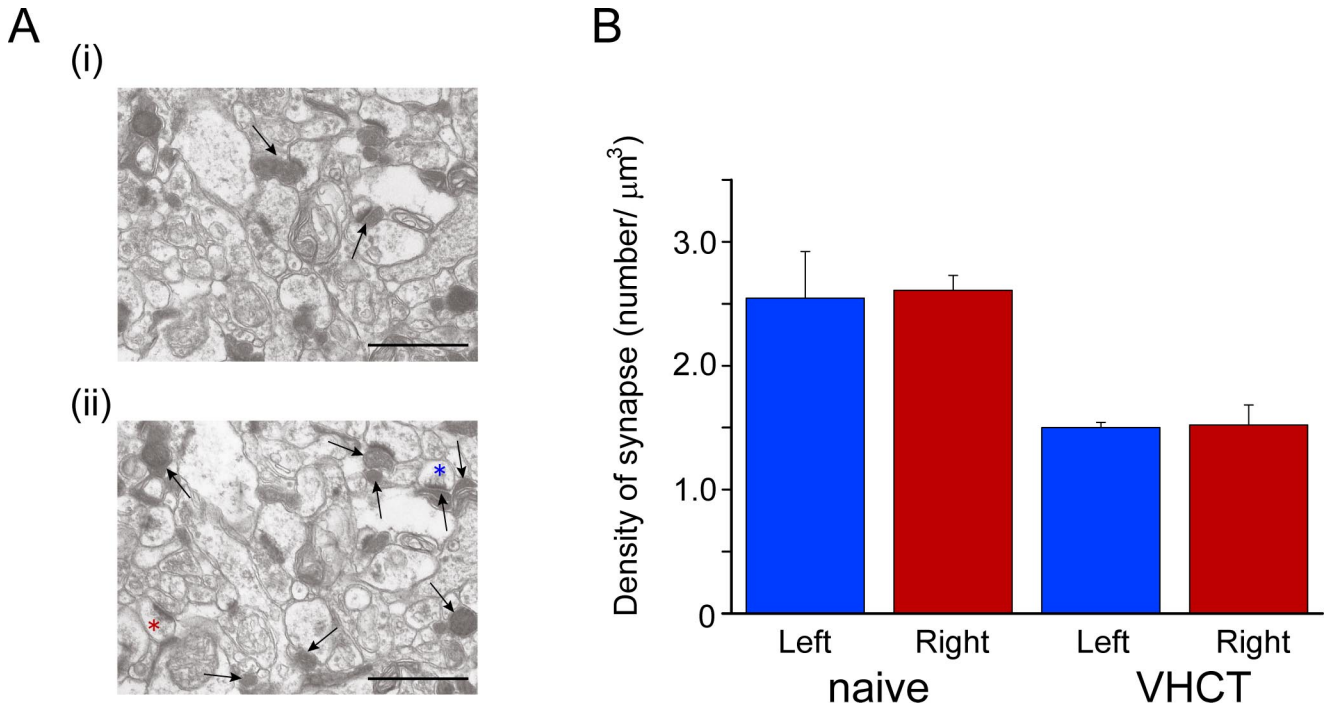 A
(i)
(ii)
*
*
B
Density of synapse (number/ μm³)
3.0
2.0
1.0
0
Left
Right
Left
Right
naive
VHCT